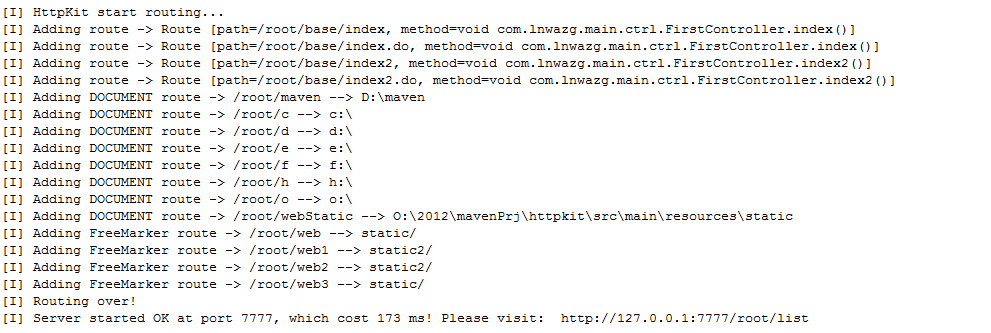 [I] HttpKit start routing...
[I] Adding route -> Route [path=/root/base/index, method=void com.lnwazg.main.ctrl.FirstController.index()]
[I] Adding route -> Route [path=/root/base/index.do, method=void com.lnwazg.main.ctrl.FirstController.index()]
[I] Adding route -> Route [path=/root/base/index2, method=void com.lnwazg.main.ctrl.FirstController.index2()]
[I] Adding route -> Route [path=/root/base/index2.do, method=void com.lnwazg.main.ctrl.FirstController.index2()]
[I] Adding DOCUMENT route -> /root/maven --> D:\maven
[I] Adding DOCUMENT route -> /root/c --> c:\
[I] Adding DOCUMENT route -> /root/d --> d:\
[I] Adding DOCUMENT route -> /root/e --> e:\
[I] Adding DOCUMENT route -> /root/f --> f:\
[I] Adding DOCUMENT route -> /root/h --> h:\
[I] Adding DOCUMENT route -> /root/o --> o:\
[I] Adding DOCUMENT route -> /root/webStatic --> O:\2012\mavenPrj\httpkit\src\main\resources\static
[I] Adding FreeMarker route -> /root/web --> static/
[I] Adding FreeMarker route -> /root/web1 --> static2/
[I] Adding FreeMarker route -> /root/web2 --> static2/
[I] Adding FreeMarker route -> /root/web3 --> static/
[I] Routing over!
[I] Server started OK at port 7777, which cost 173 ms! Please visit:  http://127.0.0.1:7777/root/list